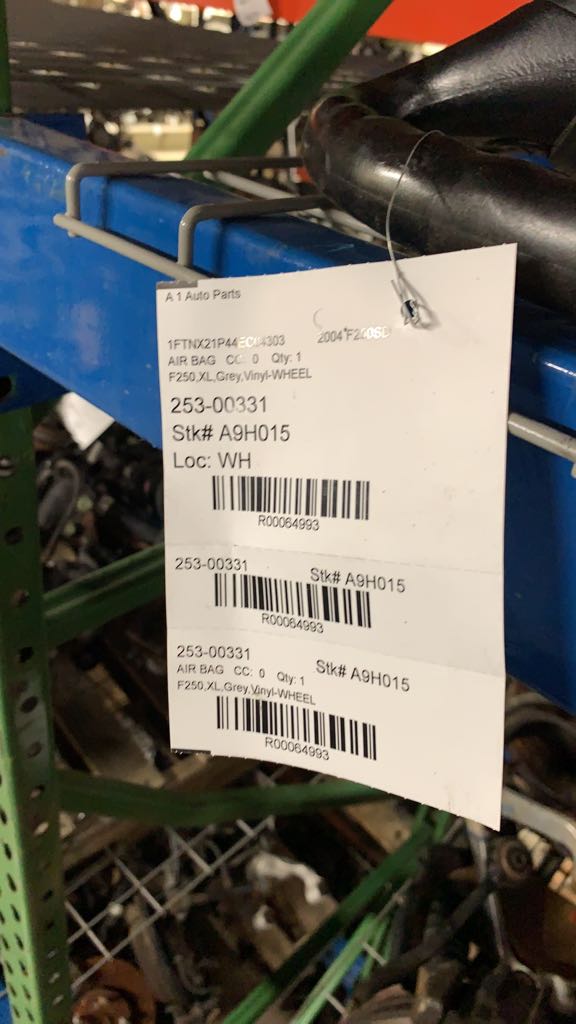 A 1 Auto Parts
AIR BAG CC: 0 Qty: 1
F250,XL,Grey,Vinyl-WHEEL
253-00331
Stk# A9H015
Loc: WH
R00064993
253-00331 Stk# A9H015
R00064993
253-00331 Stk# A9H015
AIR BAG CC: 0 Qty: 1
F250,XL,Grey,Vinyl-WHEEL
R00064993